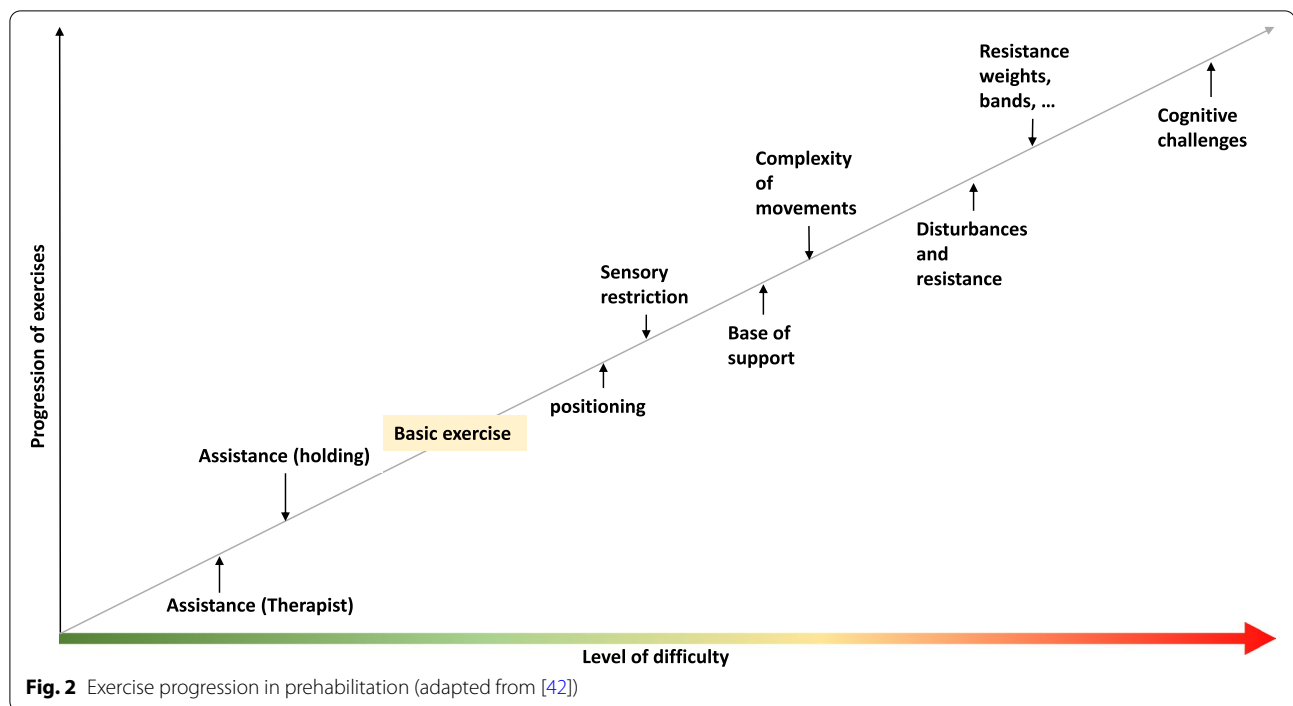 Resistance
weights,
bands, ...
Cognitive
challenges
Complexity
of
movements
Disturbances
and
resistance
Sensory
restriction
Base of
support
Progression of exercises
positioning
Basic exercise
Assistance (holding)
Assistance (Therapist)
Level of difficulty
Fig. 2 Exercise progression in prehabilitation (adapted from [42])